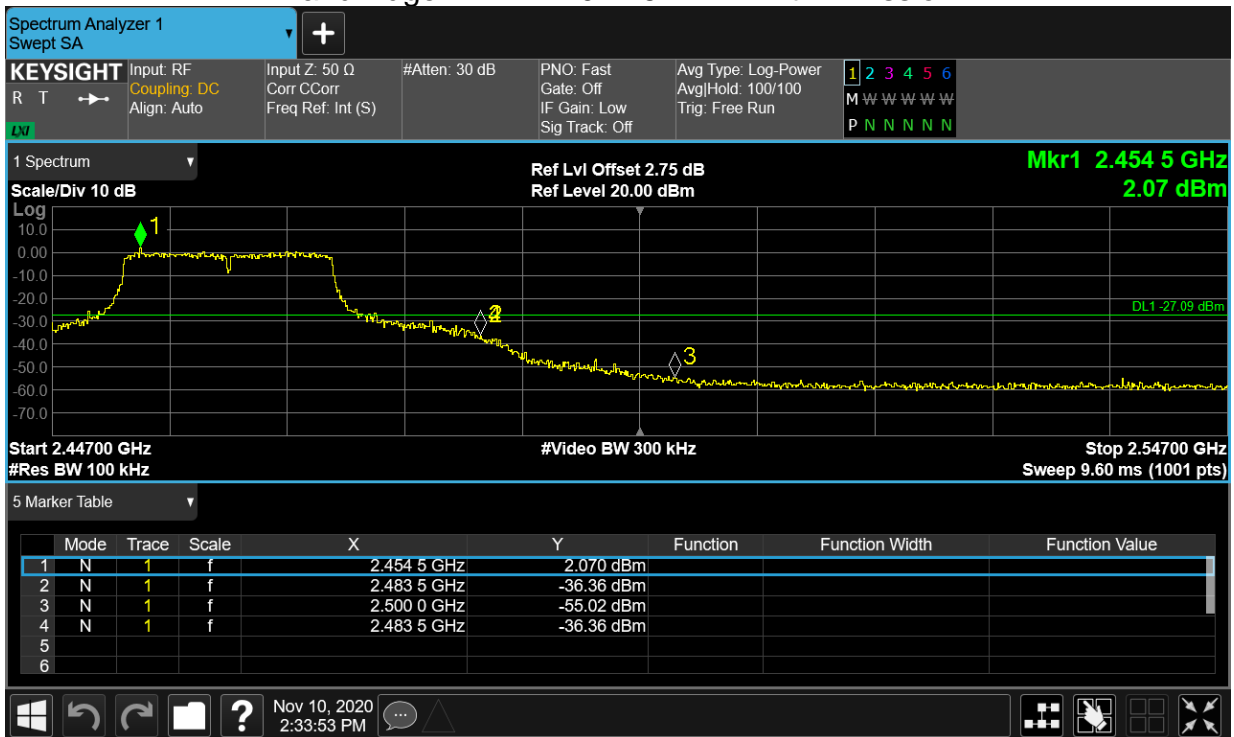 Spectrum Analyzer 1
Swept SA
+
KEYSIGHT Input: RF Input Z: 50 Ω #Atten: 30 dB PNO: Fast Avg Type: Log-Power 1 2 3 4 5 6
R T Coupling: DC Corr CCorr Gate: Off Avg|Hold: 100/100 M W W W W W
Align: Auto Freq Ref: Int (S) IF Gain: Low Trig: Free Run
LXI Sig Track: Off P N N N N N
1 Spectrum Ref Lvl Offset 2.75 dB Mkr1 2.454 5 GHz
Scale/Div 10 dB Ref Level 20.00 dBm 2.07 dBm
Log
10.0 1
0.00
-10.0
-20.0
DL1 -27.09 dBm
-30.0 2
-40.0
-50.0 3
-60.0
-70.0
Start 2.44700 GHz #Video BW 300 kHz Stop 2.54700 GHz
#Res BW 100 kHz Sweep 9.60 ms (1001 pts)
5 Marker Table
Mode Trace Scale X Y Function Function Width Function Value
1 N 1 f 2.454 5 GHz 2.070 dBm
2 N 1 f 2.483 5 GHz -36.36 dBm
3 N 1 f 2.500 0 GHz -55.02 dBm
4 N 1 f 2.483 5 GHz -36.36 dBm
5
6
? Nov 10, 2020
2:33:53 PM